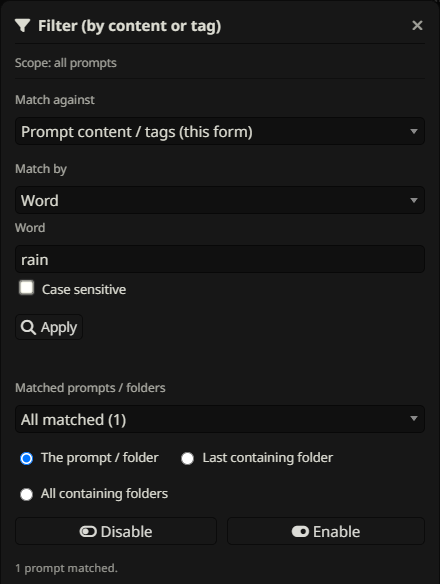 Filter (by content or tag)
Scope: all prompts
Match against
Prompt content / tags (this form)
Match by
Word
Word
rain
Case sensitive
Apply
Matched prompts / folders
All matched (1)
The prompt / folder Last containing folder
All containing folders
Disable Enable
1 prompt matched.